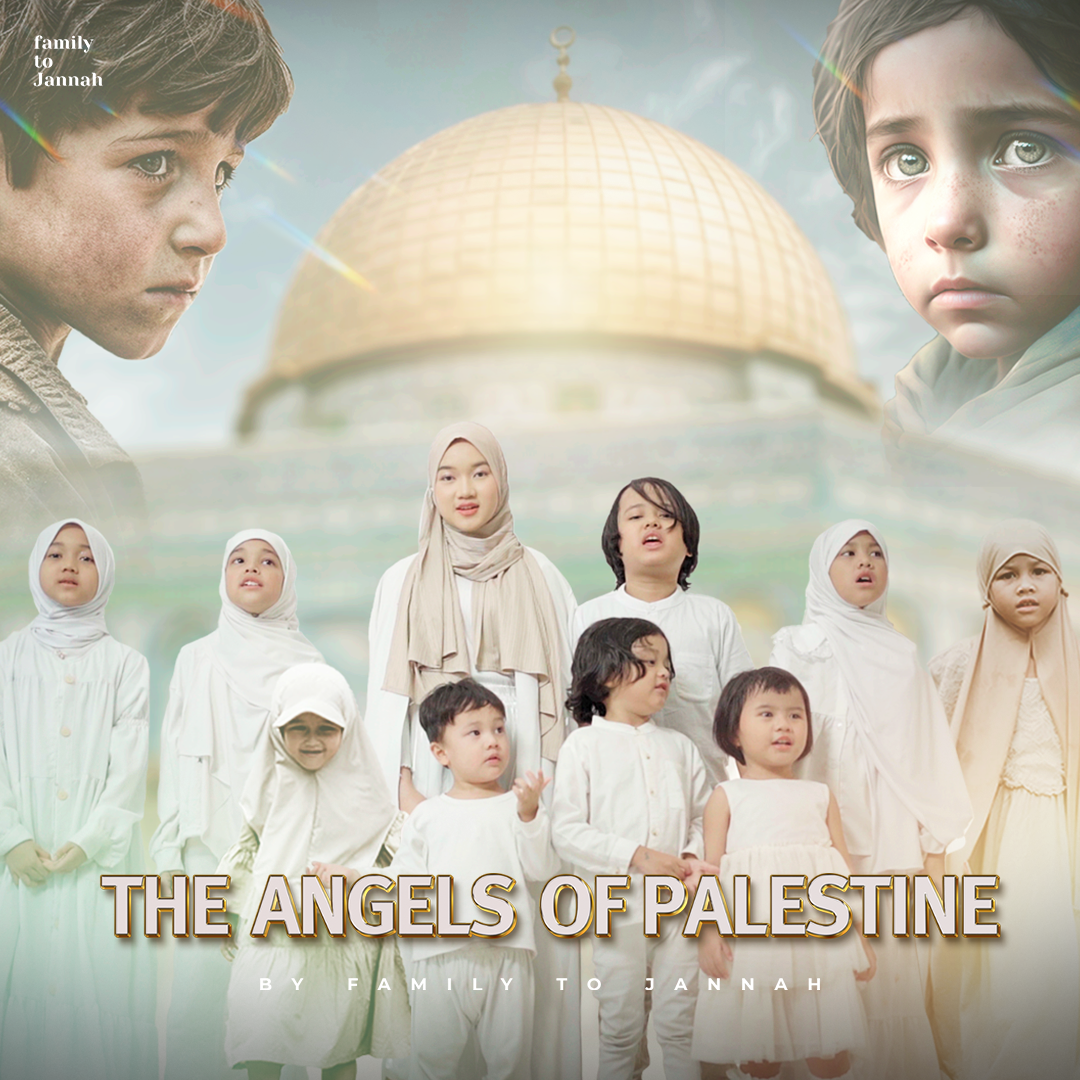 family
to
Jannah
THE ANGELS OF PALESTINE
BY FAMILY TO JANNAH